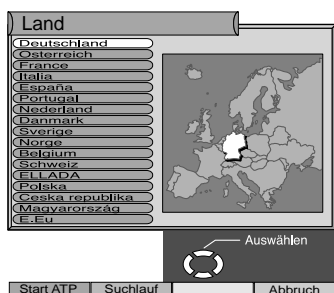 Land
Deutschland
Österreich
France
Italia
España
Portugal
Nederland
Danmark
Sverige
Norge
Belgium
Schweiz
ELLADA
Polska
Ceska republika
Magyarország
E.Eu
Auswählen
Start ATP Suchlauf Abbruch